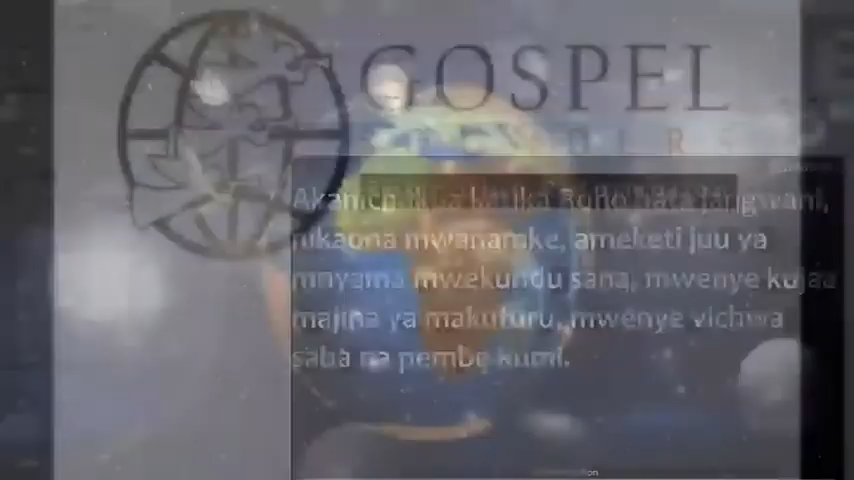 GOSPEL
Akanichukua katika Roho hata jangwani,
nikaona mwanamke, ameketi juu ya
mnyama mwekundu sana, mwenye kujaa
majina ya makufuru, mwenye vichwa
saba na pembe kumi.